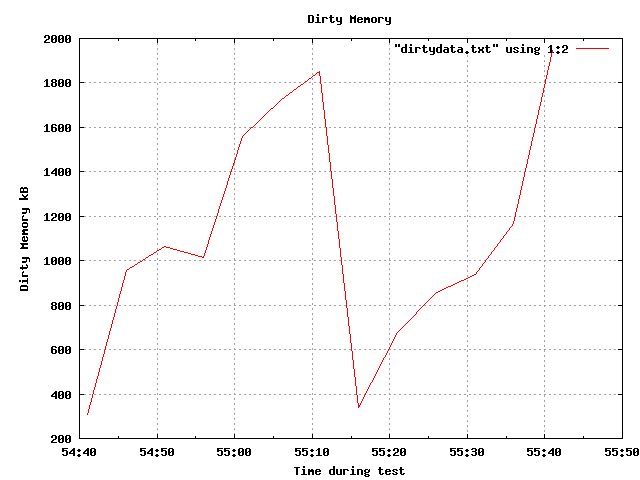 Dirty Memory
"dirtydata.txt" using 1:2
2000
1800
1600
1400
1200
1000
800
600
400
200
Dirty Memory kB
54:40 54:50 55:00 55:10 55:20 55:30 55:40 55:50
Time during test